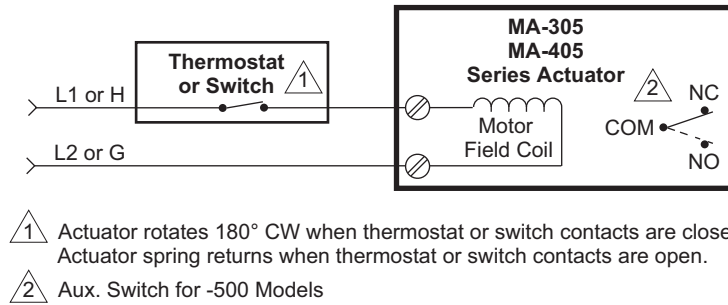 MA-305
MA-405
Series Actuator
Thermostat
or Switch
1
2
L1 or H
NC
COM
Motor
Field Coil
NO
L2 or G
1 Actuator rotates 180° CW when thermostat or switch contacts are close
Actuator spring returns when thermostat or switch contacts are open.
2 Aux. Switch for -500 Models